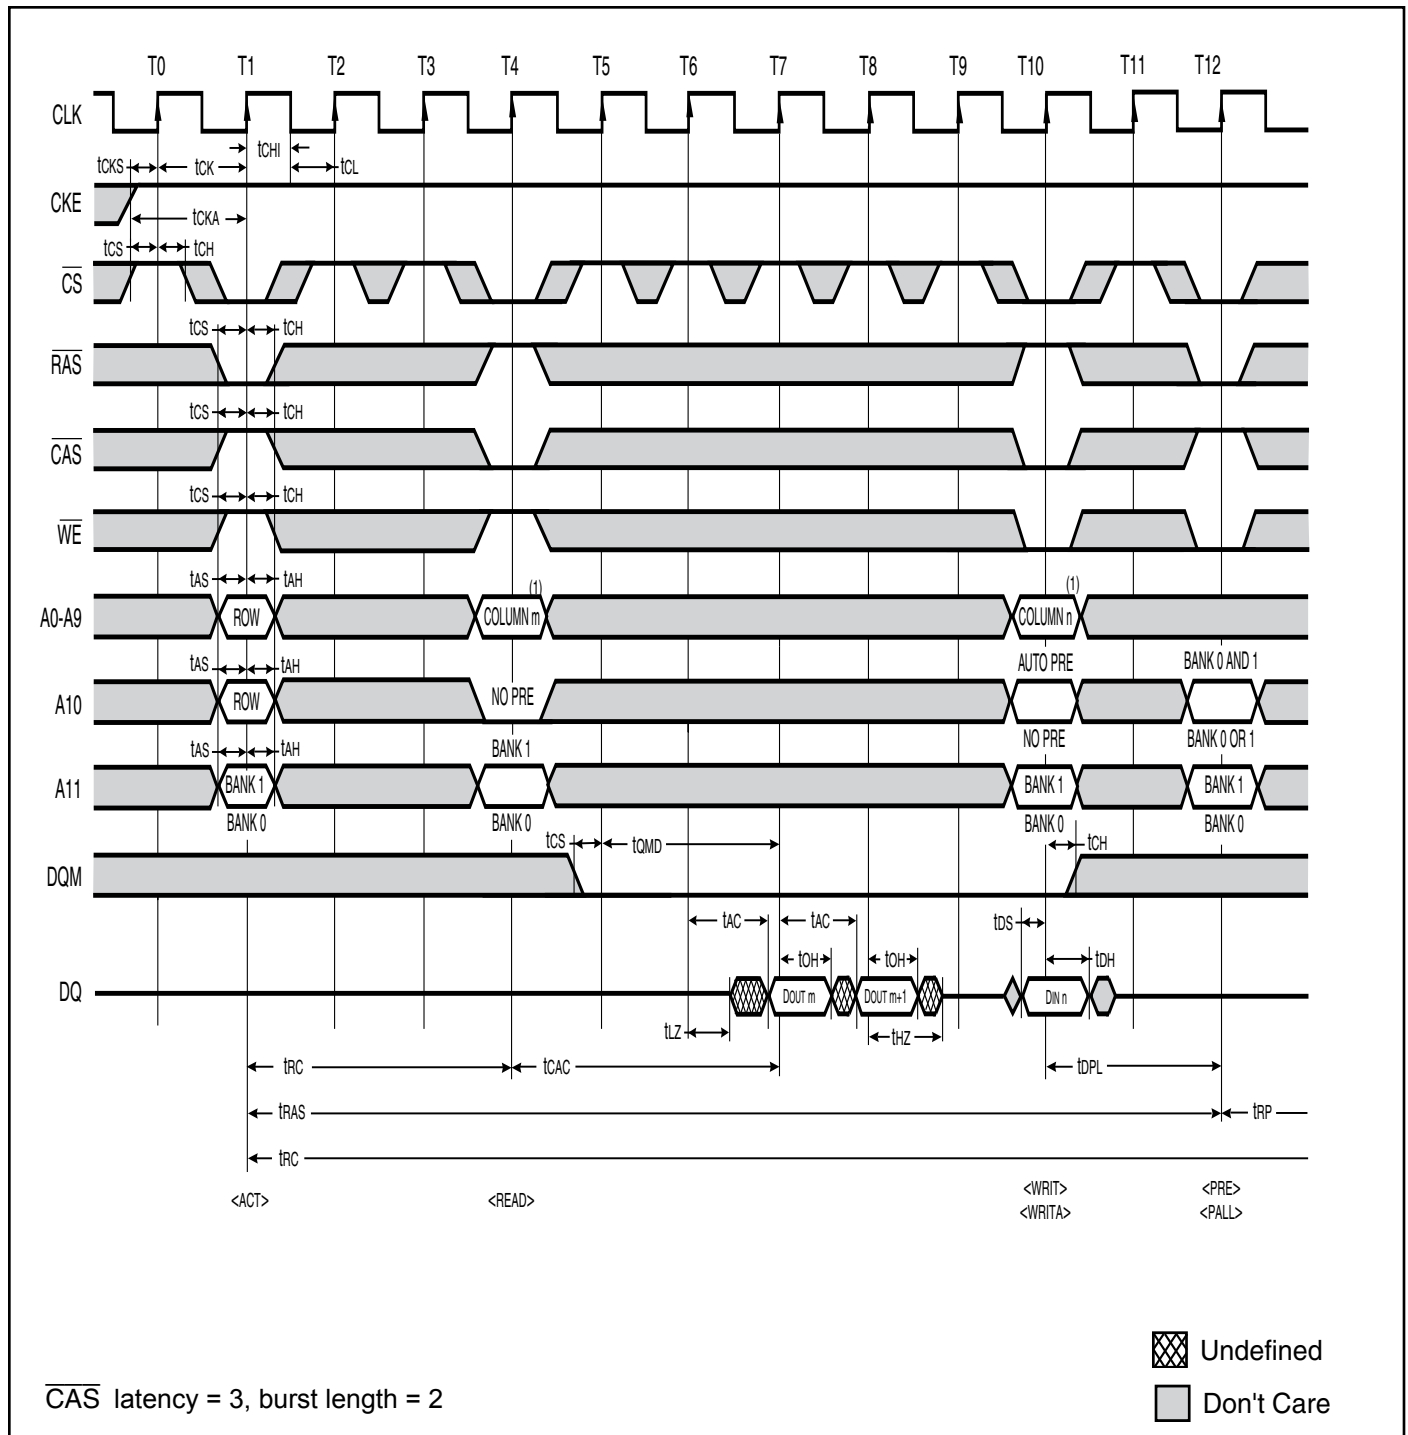 T0 T1 T2 T3 T4 T5 T6 T7 T8 T9 T10 T11 T12
CLK
tCHI
tCKS tCK tCL
CKE
tCKA
tCS tCH
CS
tCS tCH
RAS
tCS tCH
CAS
tCS tCH
WE
tAS tAH
(1) (1)
A0-A9 ROW COLUMN m COLUMN n
tAS tAH AUTO PRE BANK 0 AND 1
A10 ROW NO PRE
tAS tAH BANK 1 NO PRE BANK 0 OR 1
A11 BANK 1 BANK 1 BANK 1
BANK 0 BANK 0 BANK 0 BANK 0
tCS tQMD tCH
DQM
tAC tAC tDS
tOH tOH tDH
DQ DOUT m DOUT m+1 DIN n
tLZ tHZ
tRC tCAC tDPL
tRAS tRP
tRC
<ACT> <READ> <WRIT> <PRE>
<WRITA> <PALL>
Undefined
CAS latency = 3, burst length = 2 Don't Care